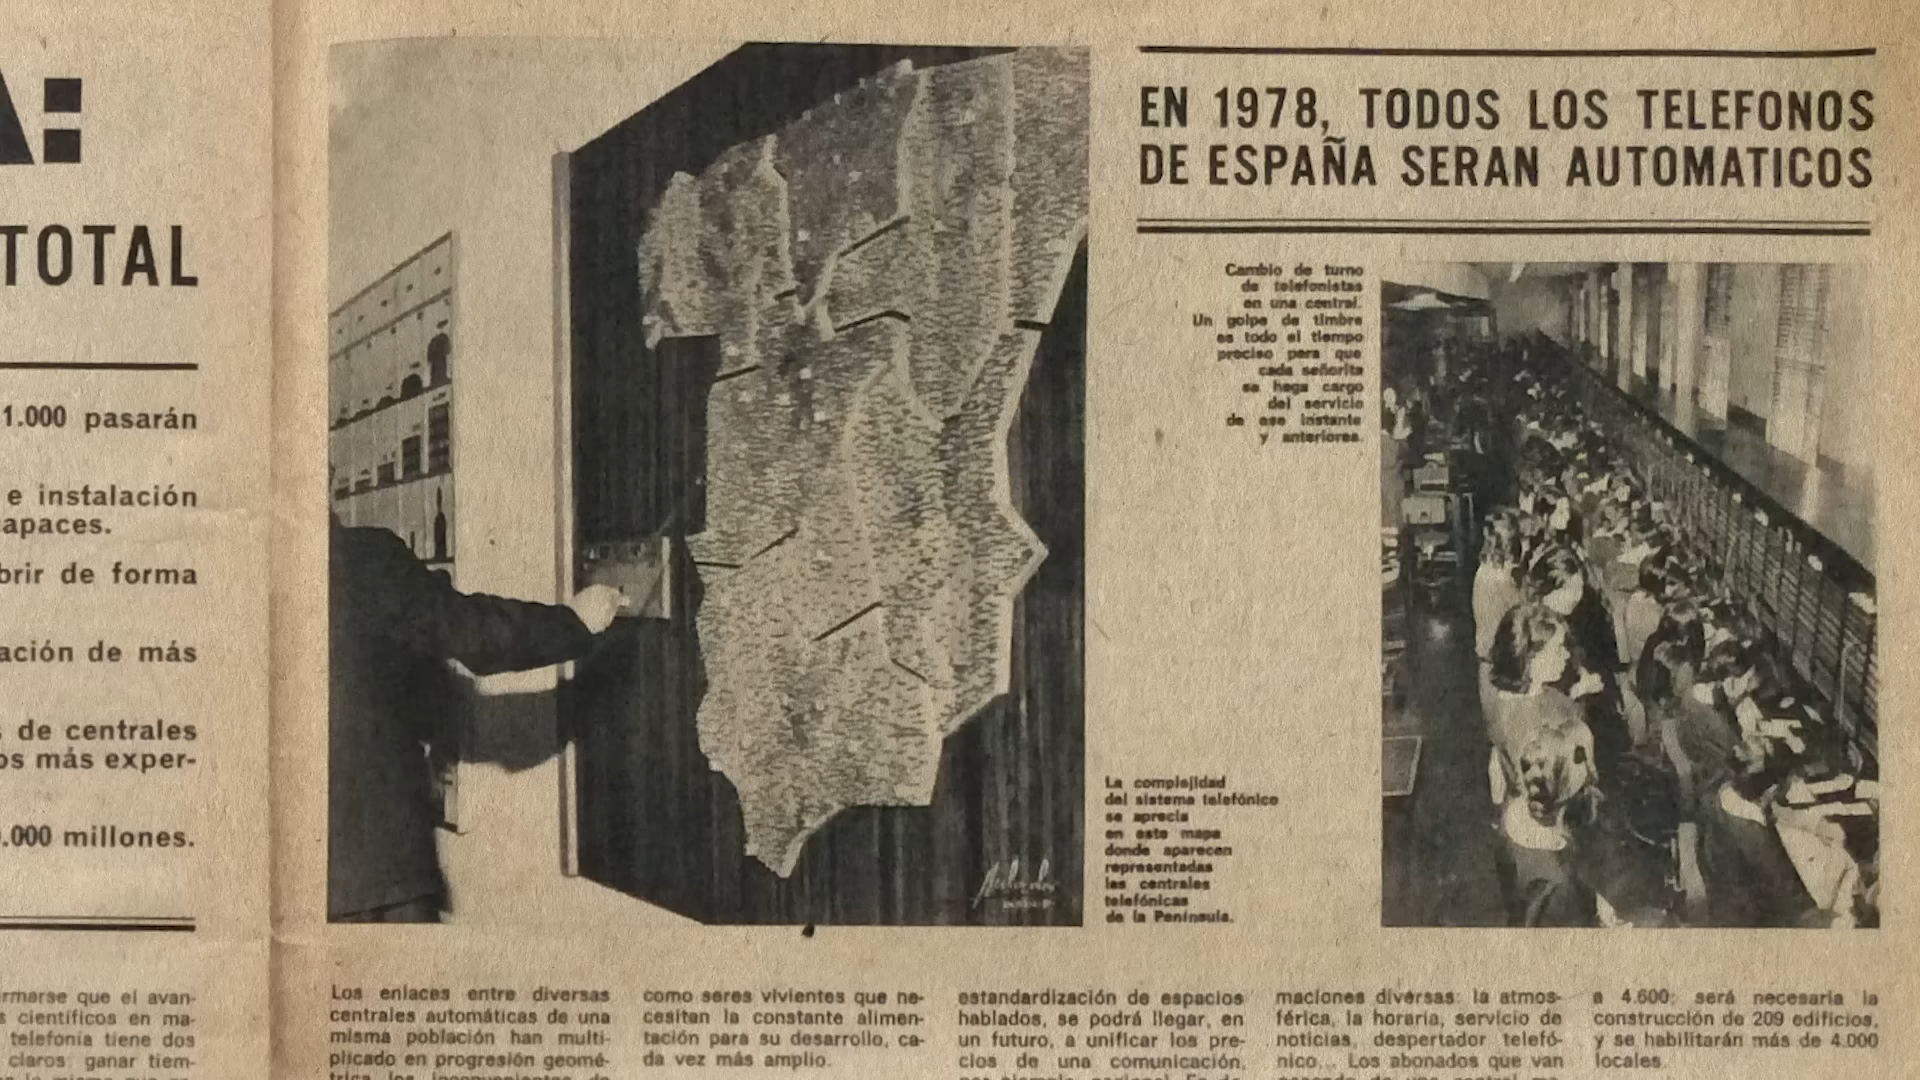 A:
TOTAL
1.000 pasarán
e instalación
apaces.
brir de forma
ación de más
s de centrales
os más exper-
0.000 millones.
rmarse que el avan-
s científicos en ma-
telefonía tiene dos
claros: ganar tiem-
EN 1978, TODOS LOS TELEFONOS
DE ESPAÑA SERAN AUTOMATICOS
Cambio de turno
de telefonistas
en una central.
Un golpe de timbre
es todo el tiempo
preciso para que
cada señorita
se haga cargo
del servicio
de ese instante
y anteriores.
La complejidad
del sistema telefónico
se aprecia
en este mapa
donde aparecen
representadas
las centrales
telefónicas
de la Península.
Los enlaces entre diversas
centrales automáticas de una
misma población han multi-
plicado en progresión geomé-
como seres vivientes que ne-
cesitan la constante alimen-
tación para su desarrollo, ca-
da vez más amplio.
estandardización de espacios
hablados, se podrá llegar, en
un futuro, a unificar los pre-
cios de una comunicación,
maciones diversas: la atmos-
férica, la horaria, servicio de
noticias, despertador telefó-
nico... Los abonados que van
a 4.600; será necesaria la
construcción de 209 edificios,
y se habilitarán más de 4.000
locales.